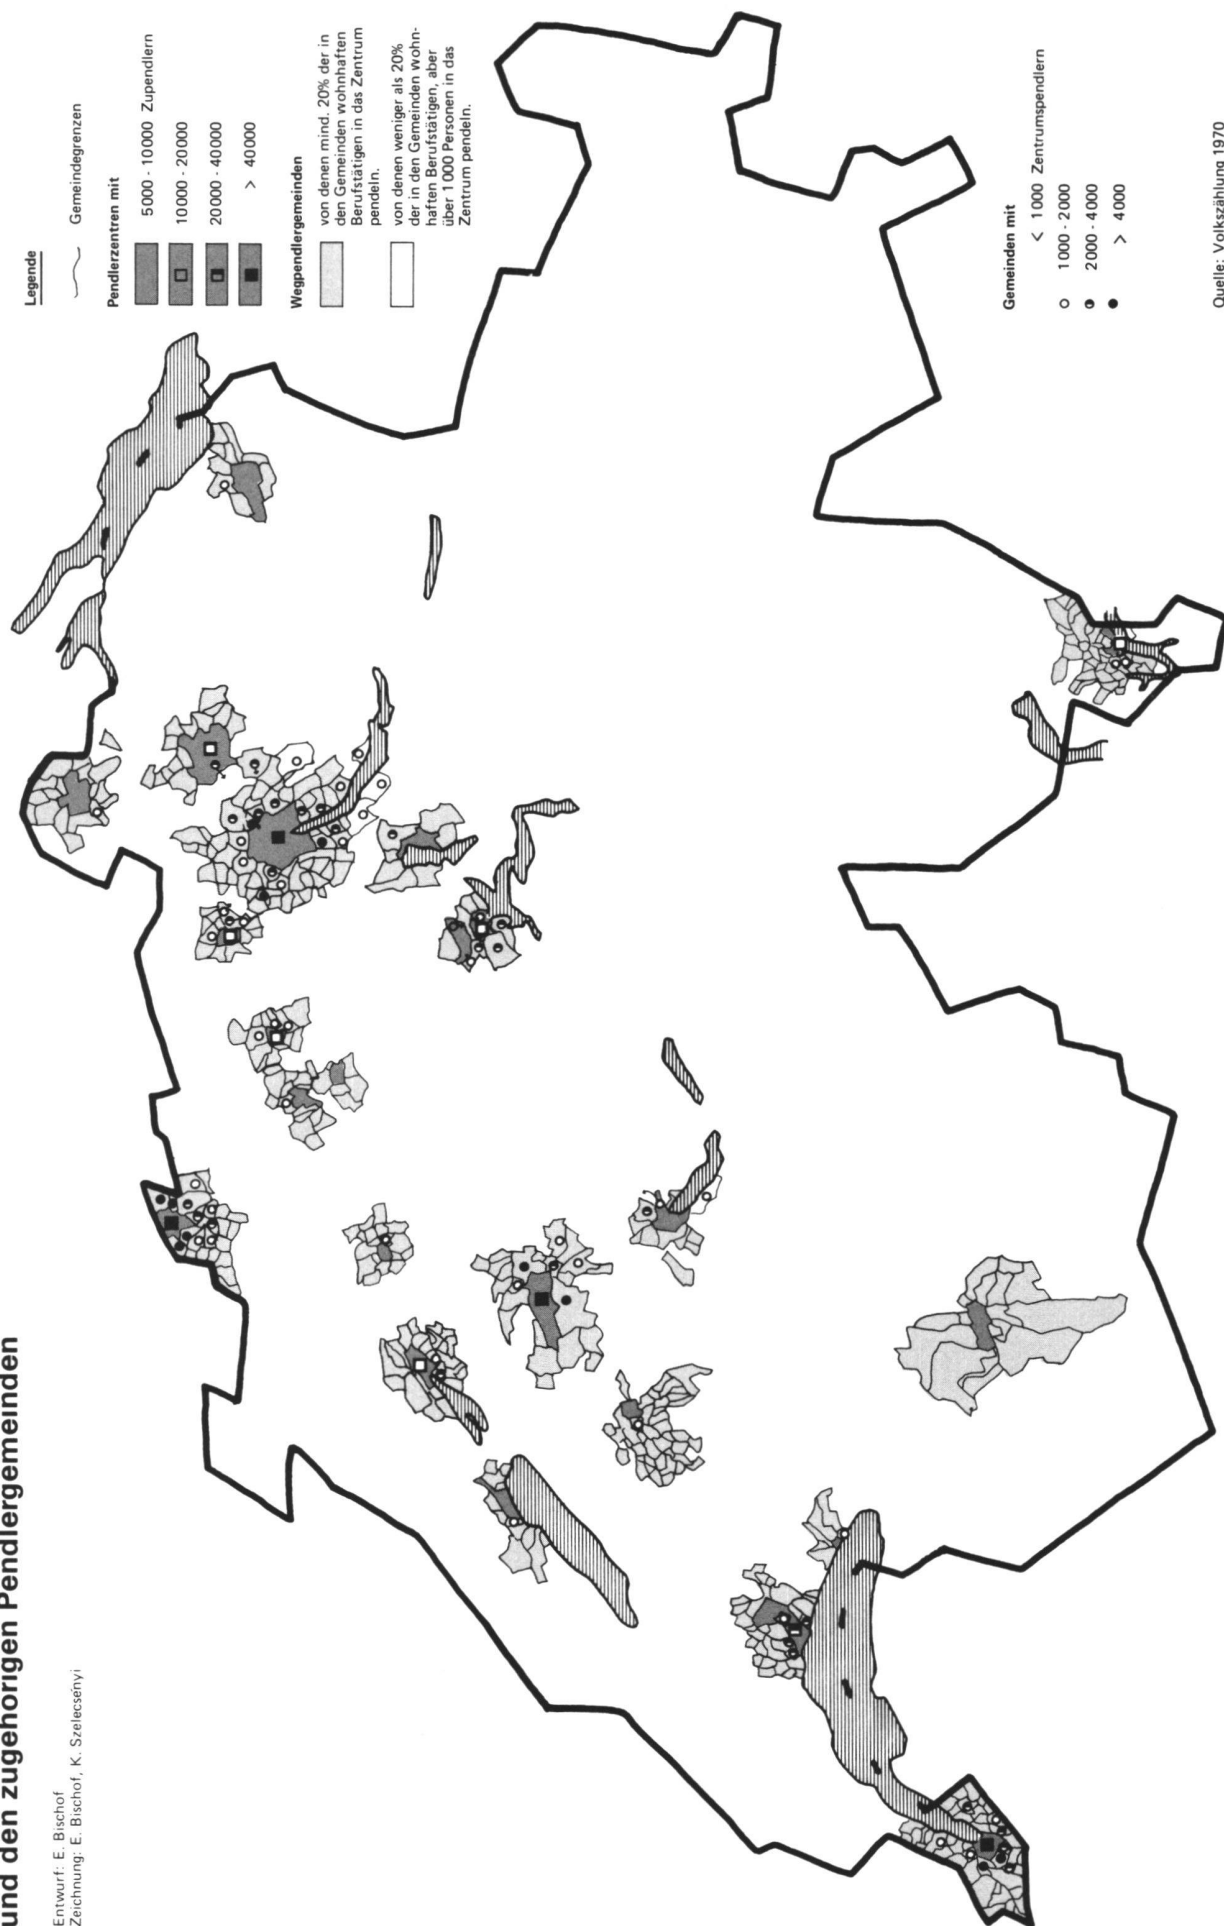 und den zugehörigen Pendlergemeinden
Entwurf: E. Bischof
Zeichnung: E. Bischof, K. Szelecsényi
Legende
Gemeindegrenzen
Pendlerzentren mit
5000 - 10000 Zupendlern
10000 - 20000
20000 - 40000
> 40000
Wegpendlergemeinden
von denen mind. 20% der in
den Gemeinden wohnhaften
Berufstätigen in das Zentrum
pendeln.
von denen weniger als 20%
der in den Gemeinden wohn-
haften Berufstätigen, aber
über 1000 Personen in das
Zentrum pendeln.
Gemeinden mit
< 1000 Zentrumspendlern
1000 - 2000
2000 - 4000
> 4000
Quelle: Volkszählung 1970